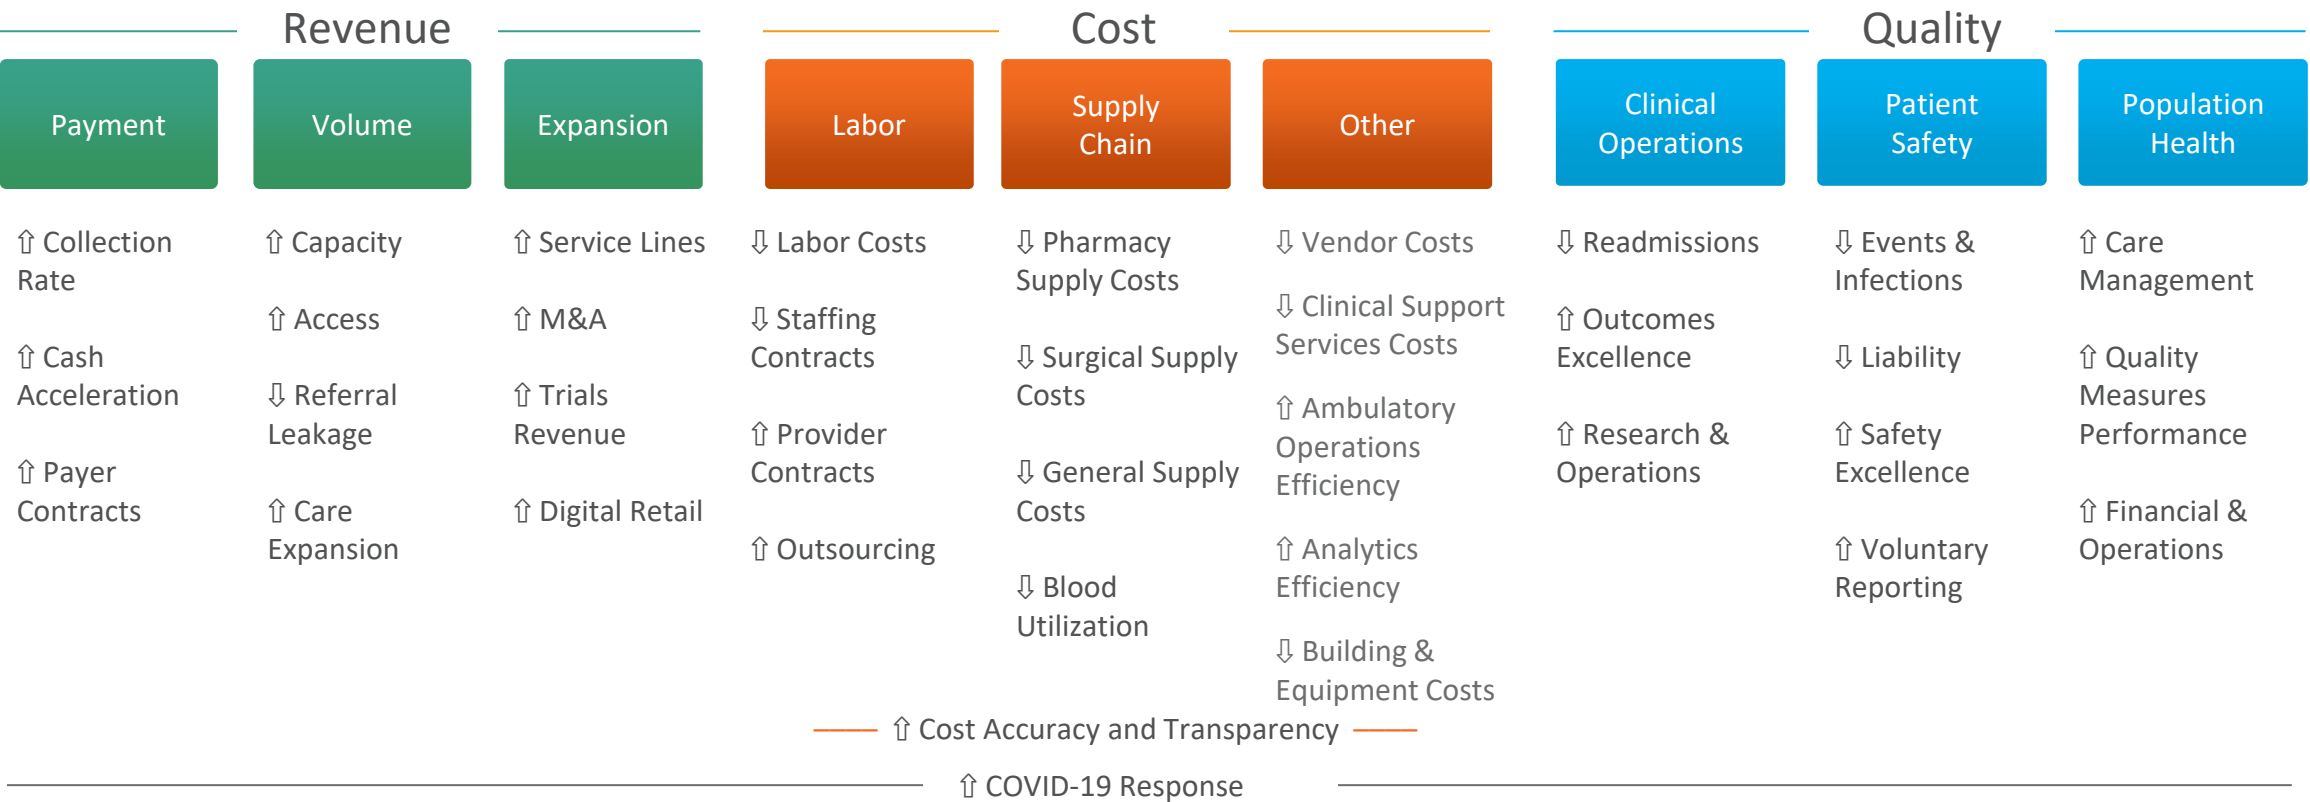 Revenue
Cost
Quality
Payment
Volume
Expansion
Labor
Supply
Chain
Other
Clinical
Operations
Patient
Safety
Population
Health
⇧ Collection
Rate
⇧ Cash
Acceleration
⇧ Payer
Contracts
⇧ Capacity
⇧ Access
⇩ Referral
Leakage
⇧ Care
Expansion
⇧ Service Lines
⇧ M&A
⇧ Trials
Revenue
⇧ Digital Retail
⇩ Labor Costs
⇩ Staffing
Contracts
⇧ Provider
Contracts
⇧ Outsourcing
⇩ Pharmacy
Supply Costs
⇩ Surgical Supply
Costs
⇩ General Supply
Costs
⇩ Blood
Utilization
⇩ Vendor Costs
⇩ Clinical Support
Services Costs
⇧ Ambulatory
Operations
Efficiency
⇧ Analytics
Efficiency
⇩ Building &
Equipment Costs
⇩ Readmissions
⇧ Outcomes
Excellence
⇧ Research &
Operations
⇩ Events &
Infections
⇩ Liability
⇧ Safety
Excellence
⇧ Voluntary
Reporting
⇧ Care
Management
⇧ Quality
Measures
Performance
⇧ Financial &
Operations
⇧ Cost Accuracy and Transparency
⇧ COVID-19 Response